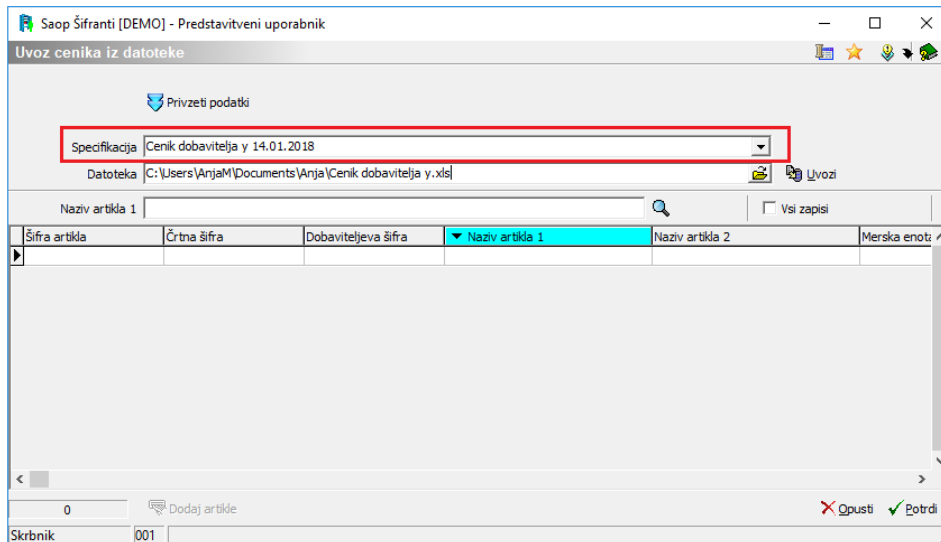 Saop Šifranti [DEMO] - Predstavitveni uporabnik
Uvoz cenika iz datoteke
Privzeti podatki
Specifikacija Cenik dobavitelja y 14.01.2018
Datoteka C:\Users\AnjaM\Documents\Anja\Cenik dobavitelja y.xls Uvozi
Naziv artikla 1 Vsi zapisi
Šifra artikla Črtna šifra Dobaviteljeva šifra Naziv artikla 1 Naziv artikla 2 Merska enota
0 Dodaj artikle Opusti Potrdi
Skrbnik 001